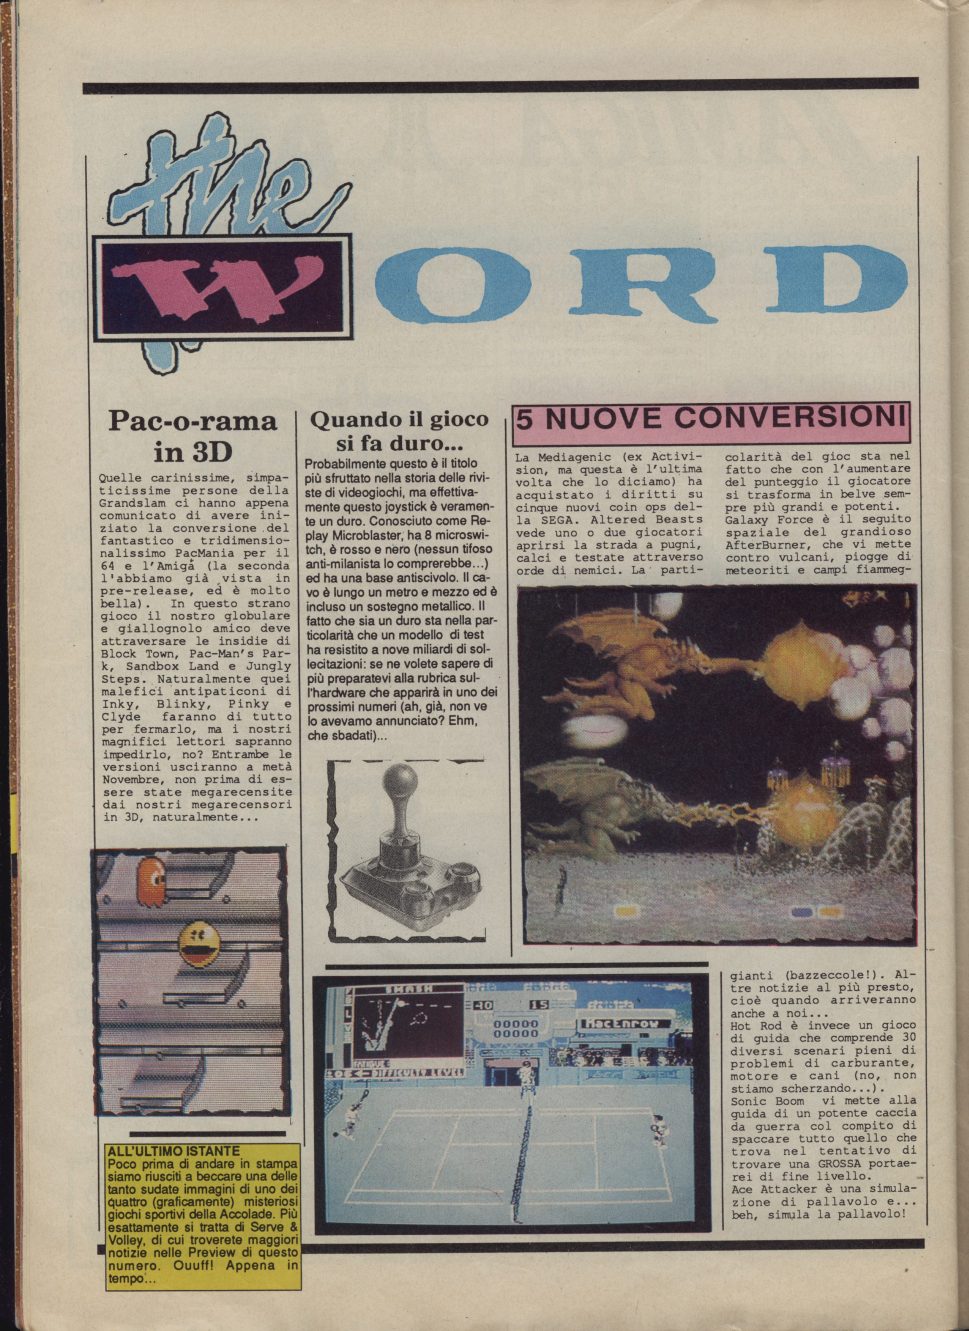 the
WORD
Pac-o-rama
in 3D
Quelle carinissime, simpa-
ticissime persone della
Grandslam ci hanno appena
comunicato di avere ini-
ziato la conversione del
fantastico e tridimensio-
nalissimo PacMania per il
64 e l'Amiga (la seconda
l'abbiamo già vista in
pre-release, ed è molto
bella). In questo strano
gioco il nostro globulare
e giallognolo amico deve
attraversare le insidie di
Block Town, Pac-Man's Par-
k, Sandbox Land e Jungly
Steps. Naturalmente quei
malefici antipaticoni di
Inky, Blinky, Pinky e
Clyde faranno di tutto
per fermarlo, ma i nostri
magnifici lettori sapranno
impedirlo, no? Entrambe le
versioni usciranno a metà
Novembre, non prima di es-
sere state megarecensite
dai nostri megarecensori
in 3D, naturalmente...
ALL'ULTIMO ISTANTE
Poco prima di andare in stampa
siamo riusciti a beccare una delle
tanto sudate immagini di uno dei
quattro (graficamente) misteriosi
giochi sportivi della Accolade. Più
esattamente si tratta di Serve &
Volley, di cui troverete maggiori
notizie nelle Preview di questo
numero. Ouuff! Appena in
tempo...
Quando il gioco
si fa duro...
Probabilmente questo è il titolo
più sfruttato nella storia delle rivi-
ste di videogiochi, ma effettiva-
mente questo joystick è veramen-
te un duro. Conosciuto come Re-
play Microblaster, ha 8 microswi-
tch, è rosso e nero (nessun tifoso
anti-milanista lo comprerebbe...)
ed ha una base antiscivolo. Il ca-
vo è lungo un metro e mezzo ed è
incluso un sostegno metallico. Il
fatto che sia un duro sta nella par-
ticolarità che un modello di test
ha resistito a nove miliardi di sol-
lecitazioni: se ne volete sapere di
più preparatevi alla rubrica sul-
l'hardware che apparirà in uno dei
prossimi numeri (ah, già, non ve
lo avevamo annunciato? Ehm,
che sbadati)...
SMASH
40 15
00000
00000
MacEnrow
DIFFICULTY LEVEL
5 NUOVE CONVERSIONI
La Mediagenic (ex Activi-
sion, ma questa è l'ultima
volta che lo diciamo) ha
acquistato i diritti su
cinque nuovi coin ops del-
la SEGA. Altered Beasts
vede uno o due giocatori
aprirsi la strada a pugni,
calci e testate attraverso
orde di nemici. La parti-
colarità del gioc sta nel
fatto che con l'aumentare
del punteggio il giocatore
si trasforma in belve sem-
pre più grandi e potenti.
Galaxy Force è il seguito
spaziale del grandioso
AfterBurner, che vi mette
contro vulcani, piogge di
meteoriti e campi fiammeg-
gianti (bazzeccole!). Al-
tre notizie al più presto,
cioè quando arriveranno
anche a noi...
Hot Rod è invece un gioco
di guida che comprende 30
diversi scenari pieni di
problemi di carburante,
motore e cani (no, non
stiamo scherzando...).
Sonic Boom vi mette alla
guida di un potente caccia
da guerra col compito di
spaccare tutto quello che
trova nel tentativo di
trovare una GROSSA portae-
rei di fine livello.
Ace Attacker è una simula-
zione di pallavolo e...
beh, simula la pallavolo!